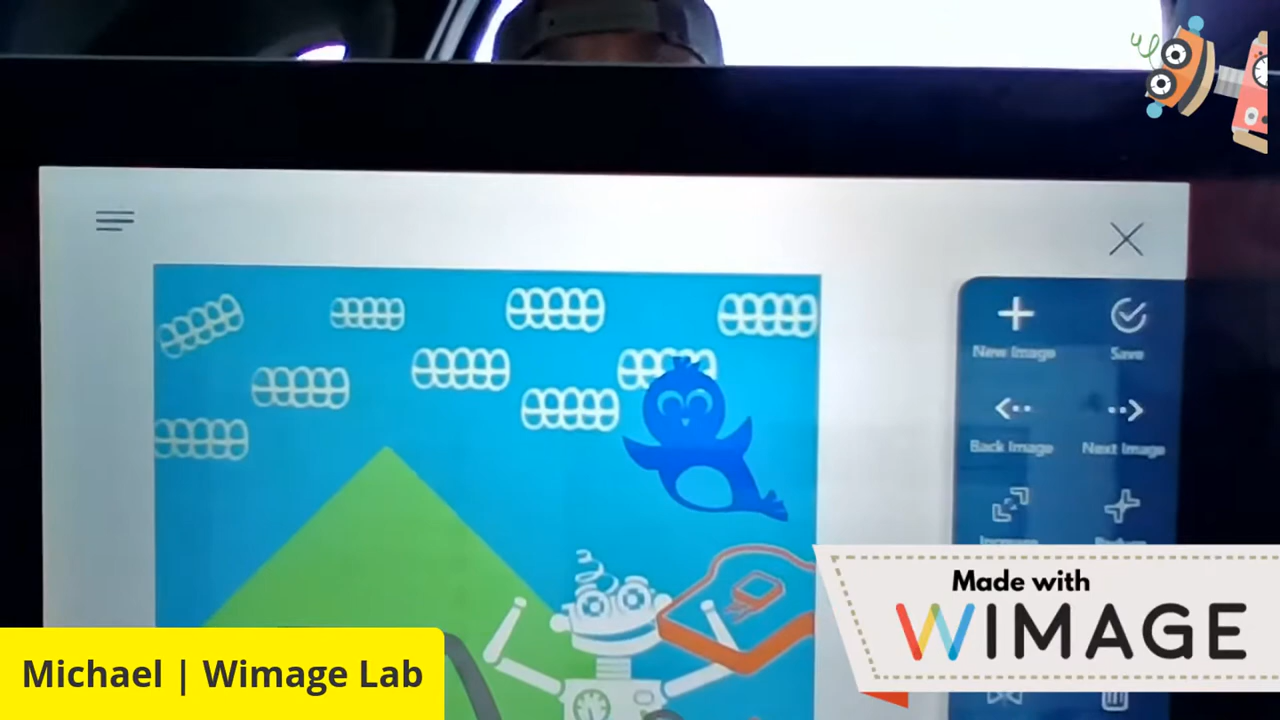 New Image
Save
Back Image
Next Image
Made with
WIMAGE
Michael | Wimage Lab